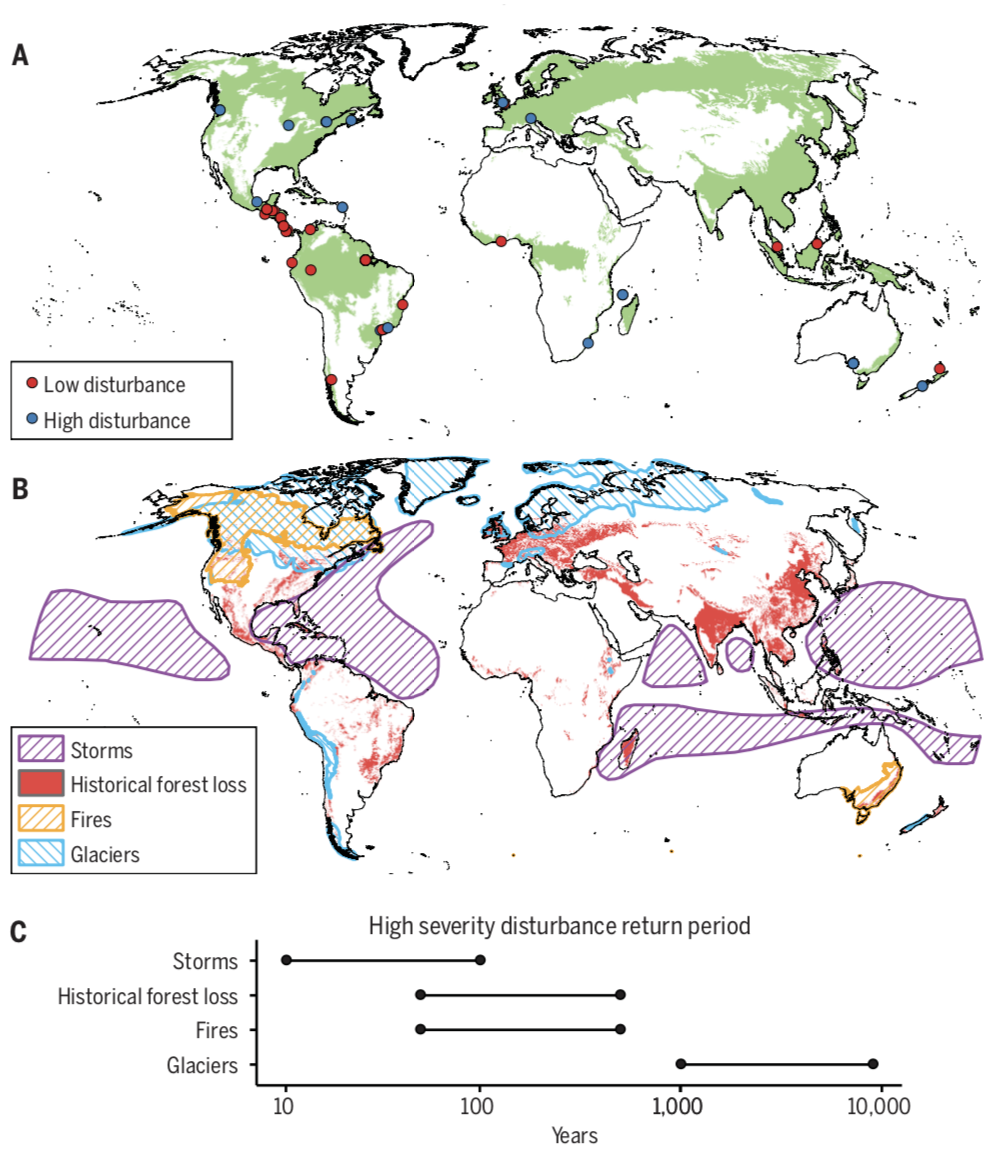 A
Low disturbance
High disturbance
B
Storms
Historical forest loss
Fires
Glaciers
C
High severity disturbance return period
Storms
Historical forest loss
Fires
Glaciers
10 100 1,000 10,000
Years